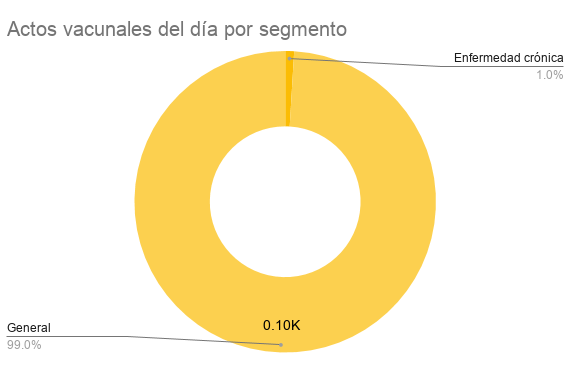 Actos vacunales del día por segmento
Enfermedad crónica
1.0%
0.10K
General
99.0%